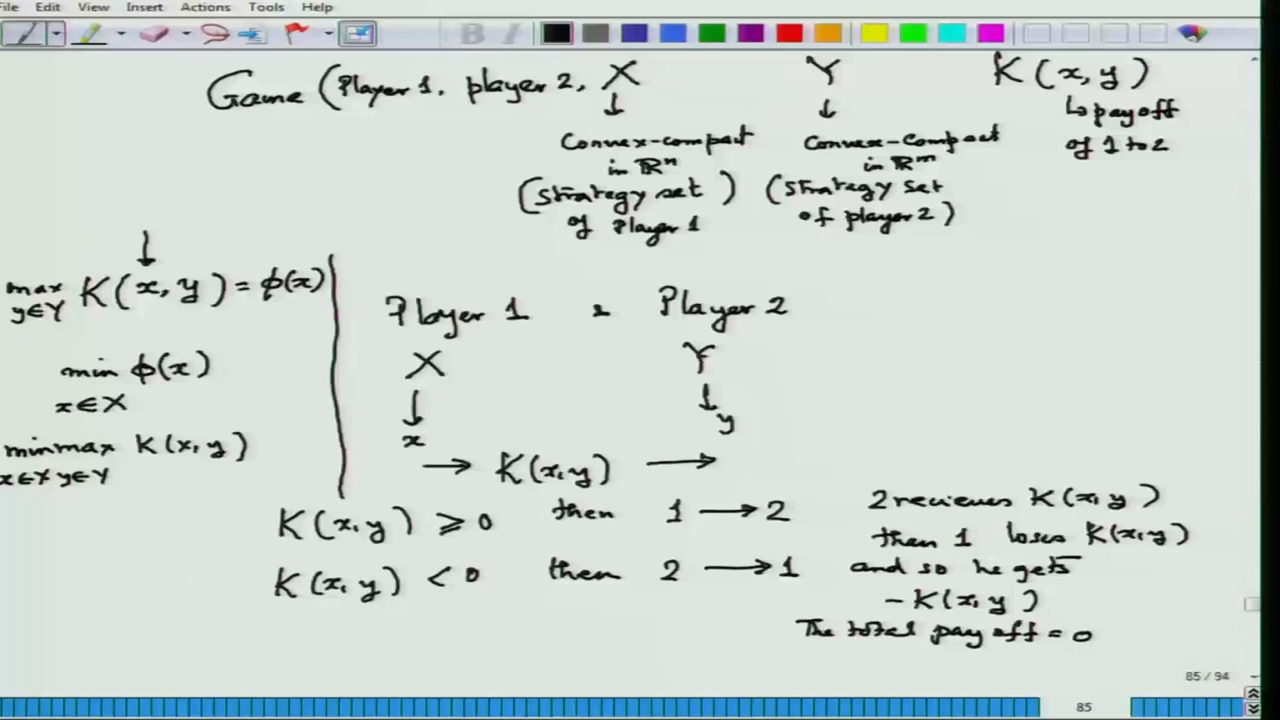 File Edit View Insert Actions Tools Help
B I
Game (Player 1, player 2, X Y K(x,y)
↓ ↓ ↳ payoff
Convex-compact Convex-compact of 1 to 2
in ℝⁿ in ℝᵐ
(strategy set) (strategy set
of Player 1 of player 2)
↓
max K(x,y) = φ(x)
y∈Y
min φ(x)
x∈X
minmax K(x,y)
x∈X y∈Y
Player 1 & Player 2
X Y
↓ ↓
x y
→ K(x,y) →
K(x,y) ⩾ 0 then 1 → 2
K(x,y) < 0 then 2 → 1
2 recieves K(x,y)
then 1 loses K(x,y)
and so he gets
-K(x,y)
The total pay off = 0
85 / 94
85